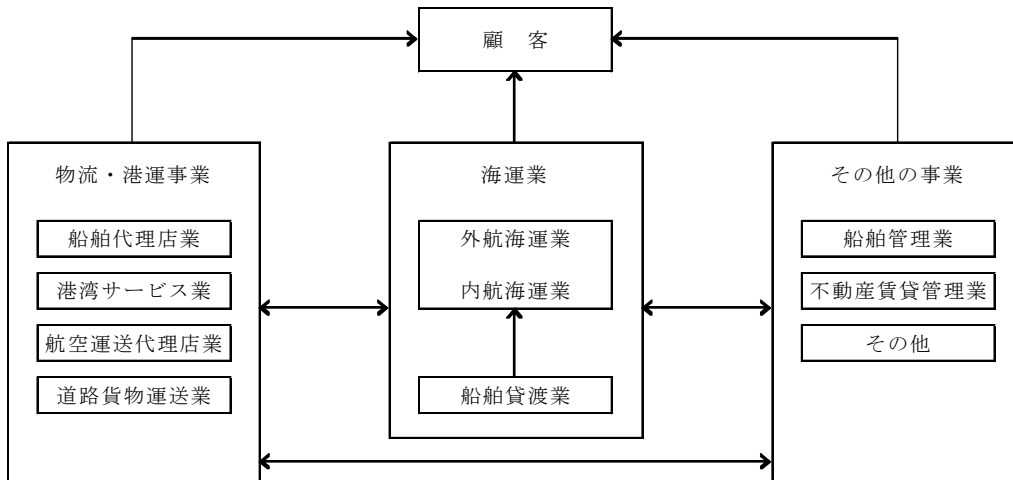 顧 客
物流・港運事業
船舶代理店業
港湾サービス業
航空運送代理店業
道路貨物運送業
海運業
外航海運業
内航海運業
船舶貸渡業
その他の事業
船舶管理業
不動産賃貸管理業
その他